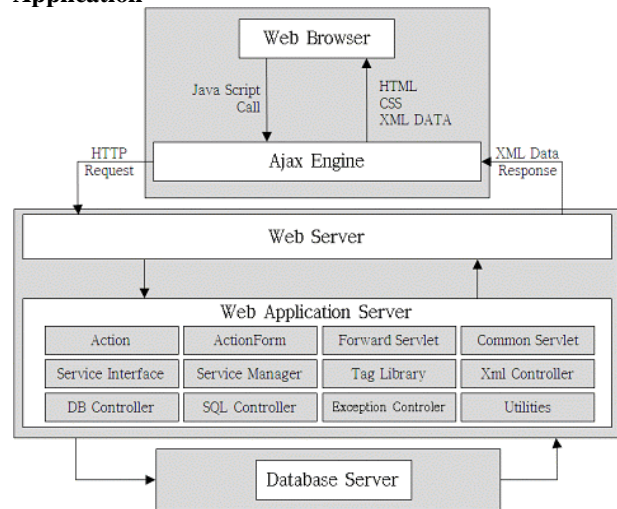 Application
Web Browser
Java Script
Call
HTML
CSS
XML DATA
HTTP
Request
Ajax Engine
XML Data
Response
Web Server
Web Application Server
Action
ActionForm
Forward Servlet
Common Servlet
Service Interface
Service Manager
Tag Library
Xml Controller
DB Controller
SQL Controller
Exception Controler
Utilities
Database Server